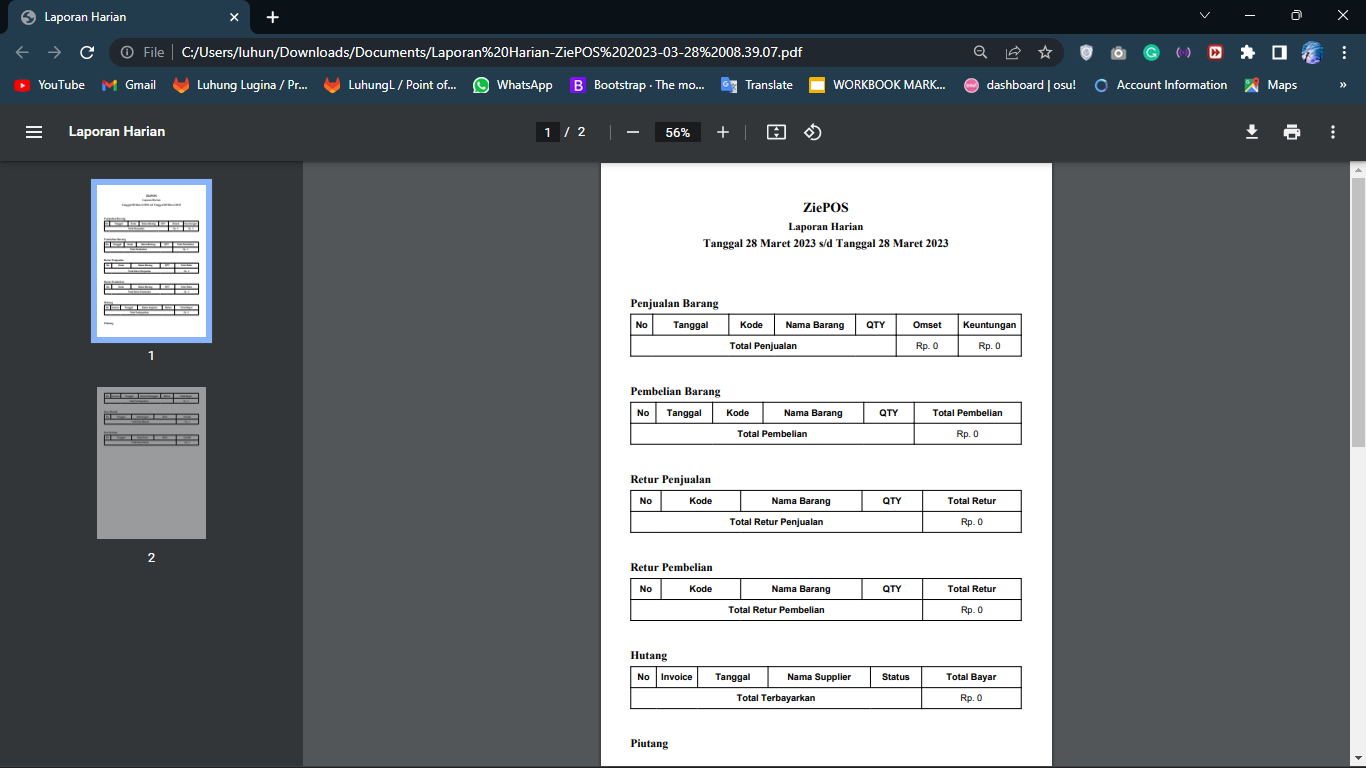 Laporan Harian
File
C:/Users/luhun/Downloads/Documents/Laporan%20Harian-ZiePOS%202023-03-28%2008.39.07.pdf
YouTube Gmail Luhung Lugina / Pr... LuhungL / Point of... WhatsApp Bootstrap · The mo... Translate WORKBOOK MARK... dashboard | osu! Account Information Maps »
Laporan Harian 1 / 2 56%
1
2
ZiePOS
Laporan Harian
Tanggal 28 Maret 2023 s/d Tanggal 28 Maret 2023
Penjualan Barang
No Tanggal Kode Nama Barang QTY Omset Keuntungan
Total Penjualan Rp. 0 Rp. 0
Pembelian Barang
No Tanggal Kode Nama Barang QTY Total Pembelian
Total Pembelian Rp. 0
Retur Penjualan
No Kode Nama Barang QTY Total Retur
Total Retur Penjualan Rp. 0
Retur Pembelian
No Kode Nama Barang QTY Total Retur
Total Retur Pembelian Rp. 0
Hutang
No Invoice Tanggal Nama Supplier Status Total Bayar
Total Terbayarkan Rp. 0
Piutang